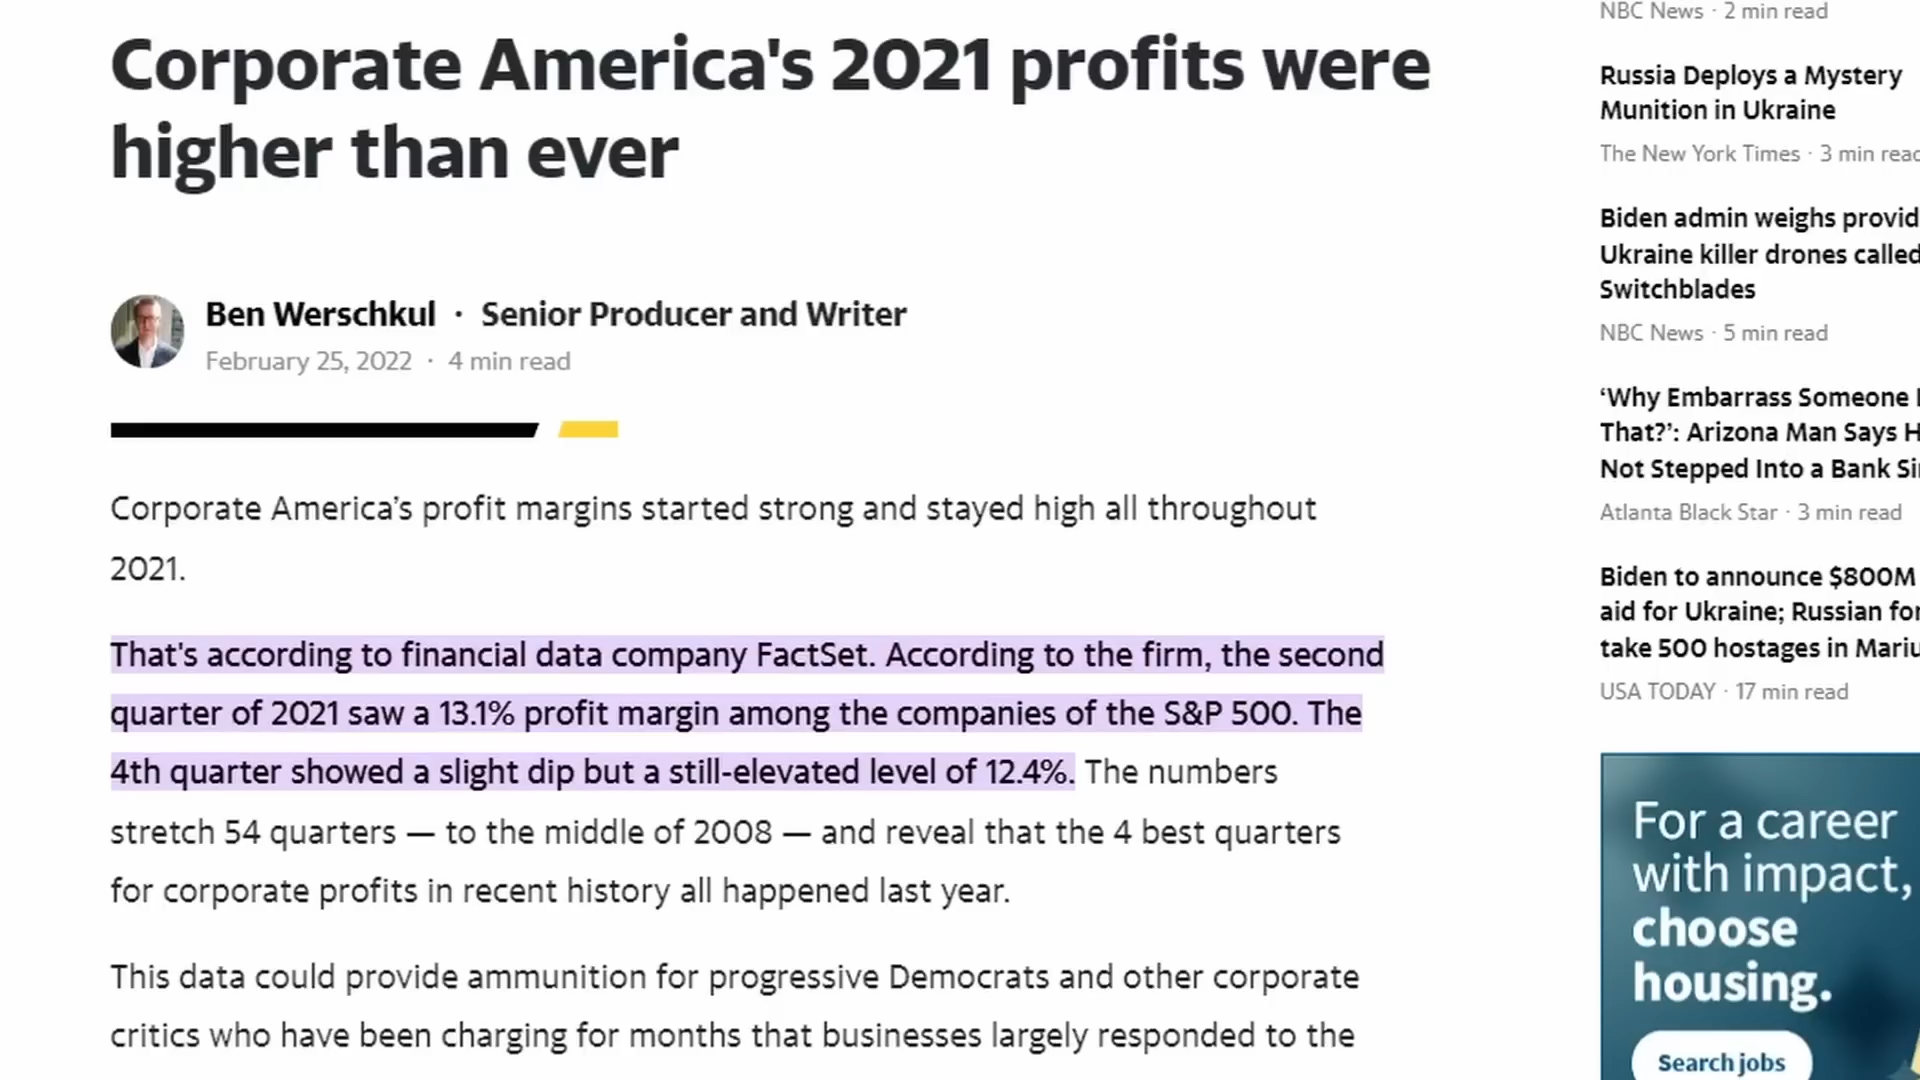 Corporate America's 2021 profits were
higher than ever
Ben Werschkul · Senior Producer and Writer
February 25, 2022 · 4 min read
Corporate America’s profit margins started strong and stayed high all throughout
2021.
That's according to financial data company FactSet. According to the firm, the second
quarter of 2021 saw a 13.1% profit margin among the companies of the S&P 500. The
4th quarter showed a slight dip but a still-elevated level of 12.4%. The numbers
stretch 54 quarters — to the middle of 2008 — and reveal that the 4 best quarters
for corporate profits in recent history all happened last year.
This data could provide ammunition for progressive Democrats and other corporate
critics who have been charging for months that businesses largely responded to the
NBC News · 2 min read
Russia Deploys a Mystery
Munition in Ukraine
The New York Times · 3 min read
Biden admin weighs provid
Ukraine killer drones called
Switchblades
NBC News · 5 min read
‘Why Embarrass Someone
That?’: Arizona Man Says H
Not Stepped Into a Bank Si
Atlanta Black Star · 3 min read
Biden to announce $800M
aid for Ukraine; Russian for
take 500 hostages in Mariu
USA TODAY · 17 min read
For a career
with impact,
choose
housing.
Search jobs